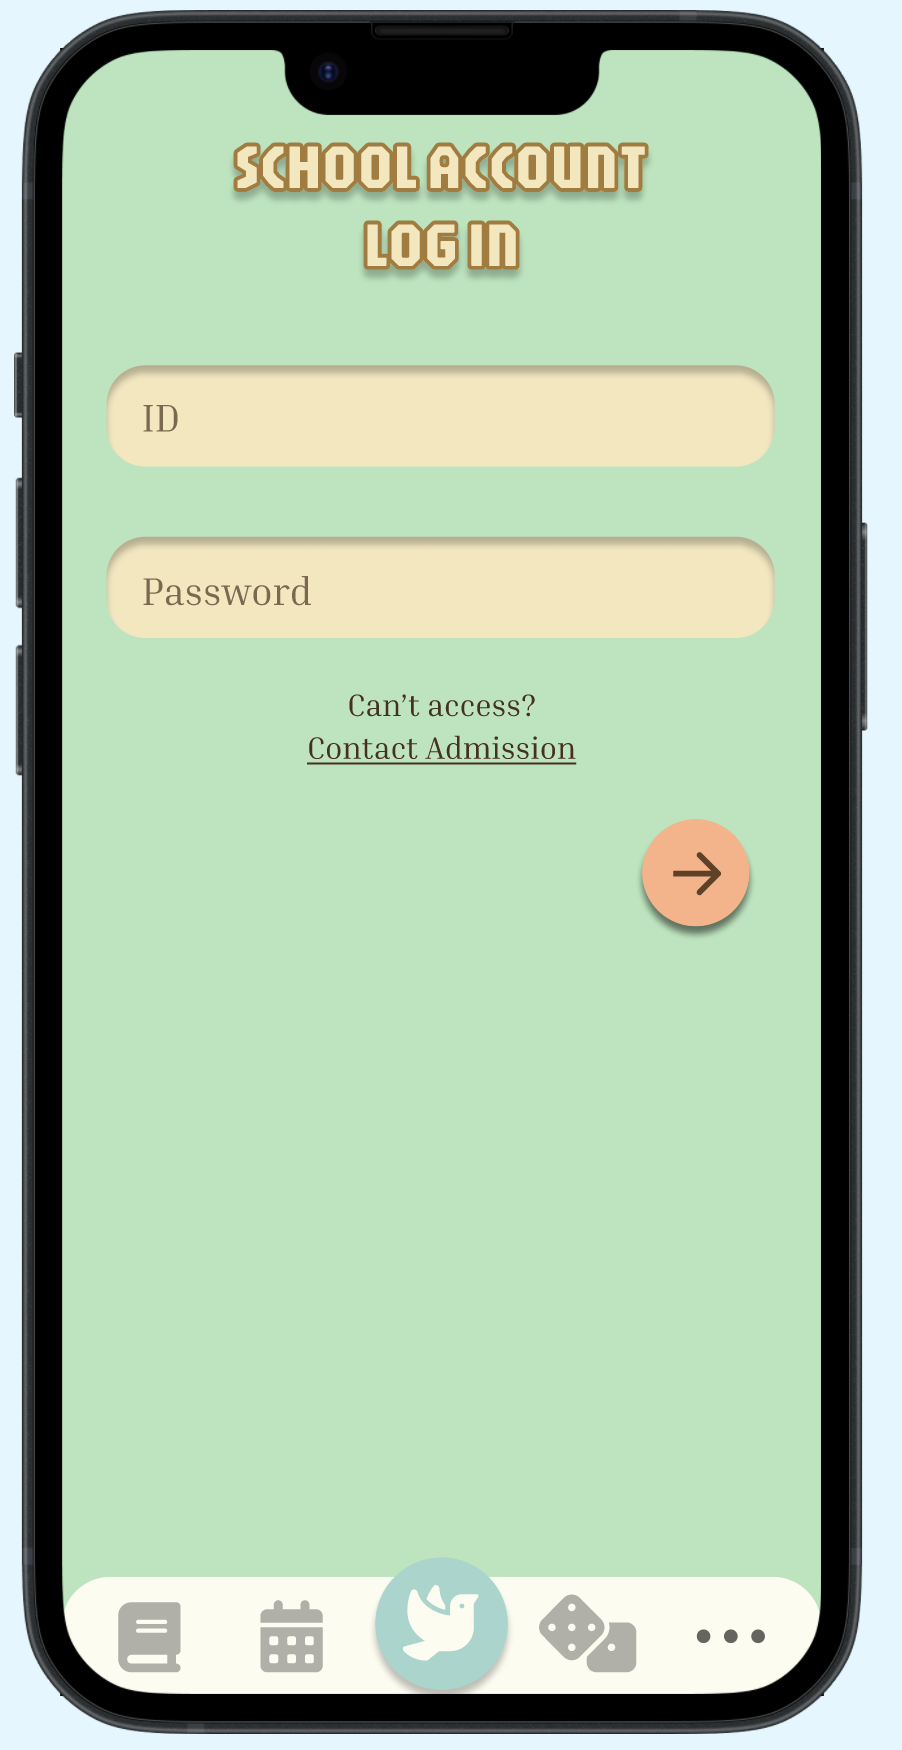 SCHOOL ACCOUNT
LOG IN
ID
Password
Can’t access?
Contact Admission